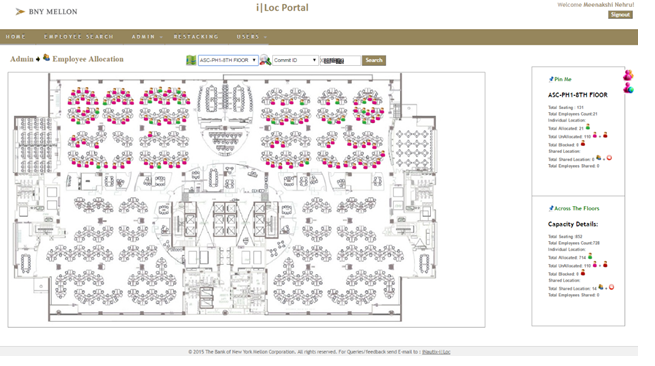 BNY MELLON
i|Loc Portal
Welcome Meenakshi Nehru!
Signout
HOME EMPLOYEE SEARCH ADMIN RESTACKING USERS
Admin Employee Allocation
ASC-PH1-8TH FlOOR Commit ID Search
Pin Me
ASC-PH1-8TH FlOOR
Total Seating : 131
Total Employees Count:21
Individual Location:
Total Allocated: 21
Total UnAllocated: 110 +
Total Blocked: 0
Shared Location:
Total Shared Location: 0 +
Total Employees Shared: 0
Across The Floors
Capacity Details:
Total Seating: 
Total Employees Count:728
Individual Location:
Total Allocated: 714
Total UnAllocated: 110 +
Total Blocked: 0
Shared Location:
Total Shared Location: 14 +
Total Employees Shared: 0
© 2015 The Bank of New York Mellon Corporation. All rights reserved. For Queries/Feedback send E-mail to :